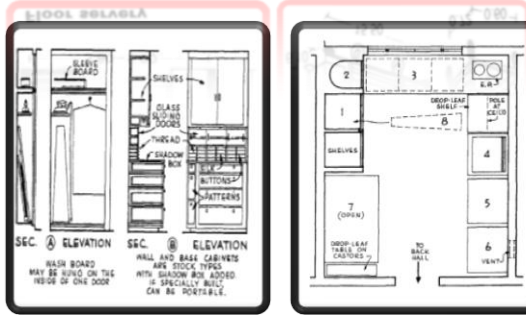 SLEEVE
BOARD
SHELVES
GLASS
SLIDING
DOORS
THREAD
SHADOW
BOX
SILK
BUTTONS
PATTERNS
SEC. A ELEVATION
WASH BOARD
MAY BE HUNG ON THE
INSIDE OF ONE DOOR
SEC. B ELEVATION
WALL AND BASE CABINETS
ARE STOCK TYPES
WITH SHADOW BOX ADDED
IF SPECIALLY BUILT,
CAN BE PORTABLE.
2
3
1
DROP-LEAF
SHELF
POLE
AT
8
SHELVES
4
7
(OPEN)
5
DROP-LEAF
TABLE ON
CASTORS
TO
BACK
HALL
6
VENT